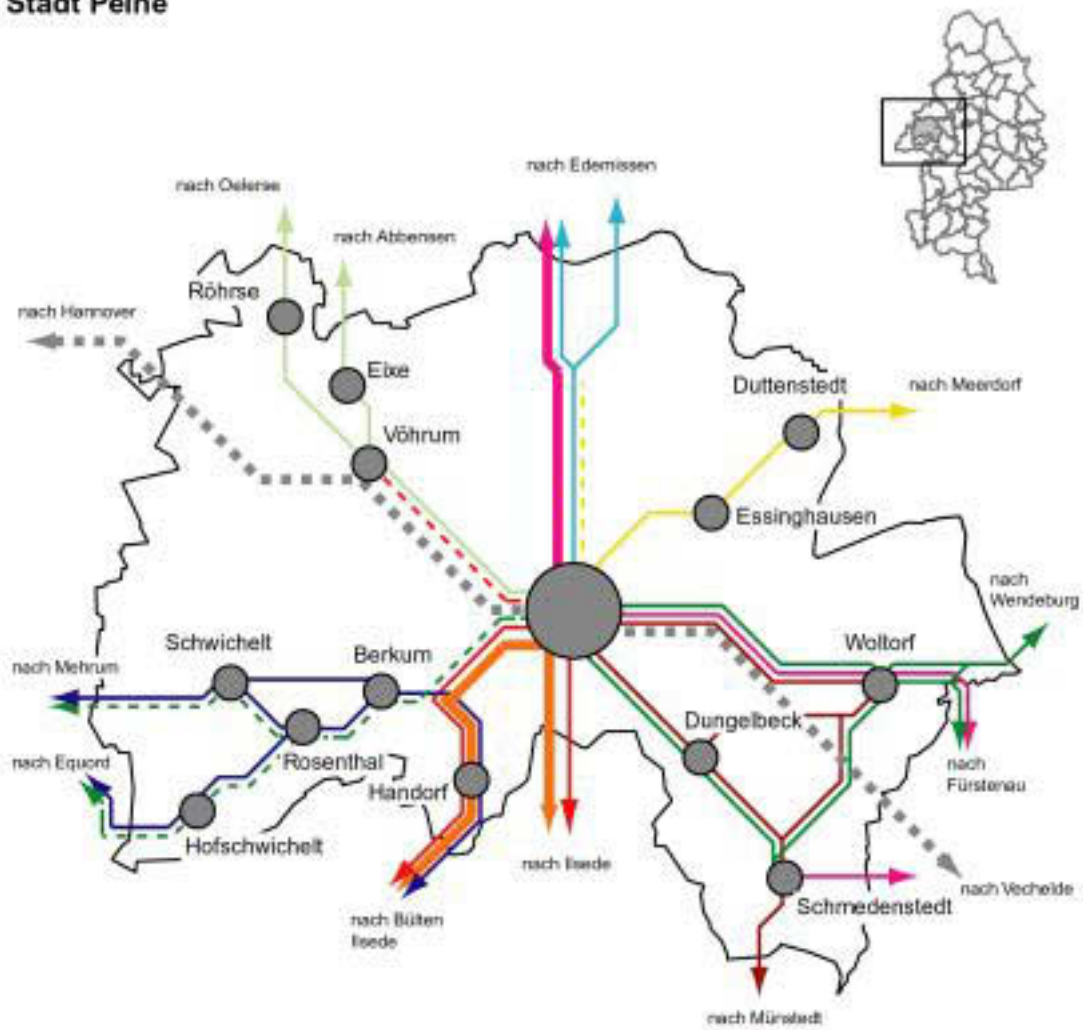 Stadt Peine
nach Edemissen
nach Oelerse
nach Abbensen
Röhrse
nach Hannover
Eixe
Duttenstedt
nach Meerdorf
Vöhrum
Essinghausen
nach
Wendeburg
Schwichelt
Berkum
Woltorf
nach Mehrum
Dungelbeck
nach Equord
Rosenthal
nach
Fürstenau
Handorf
Hofschwichelt
nach Ilsede
nach Vechelde
Schmedenstedt
nach Bülten
Ilsede
nach Münstedt